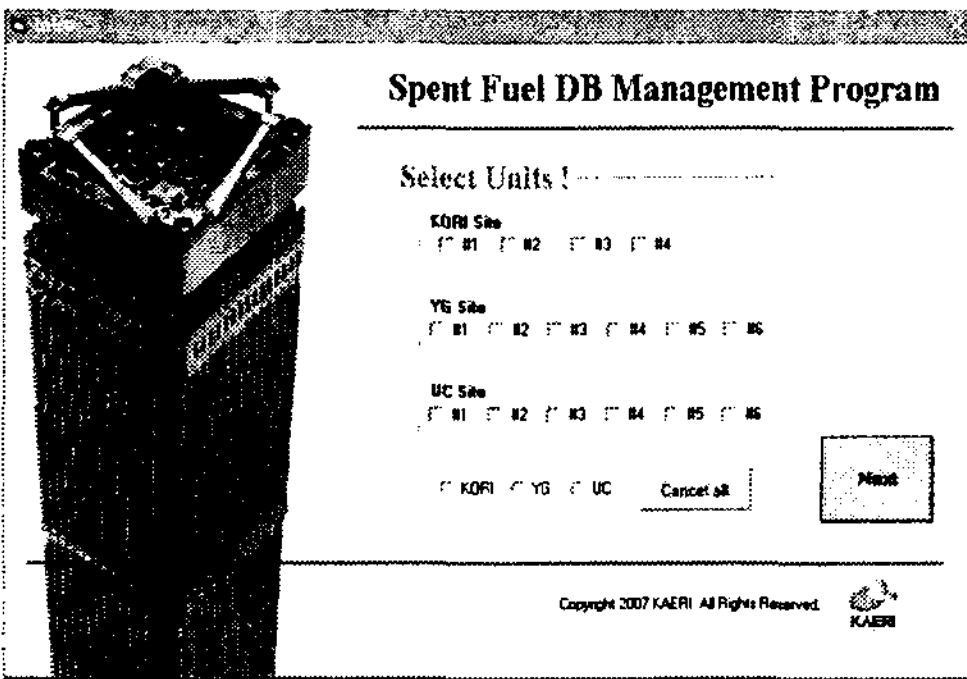 Spent Fuel DB Management Program
Select Units !
KORI Site
#1 #2 #3 #4
YG Site
#1 #2 #3 #4 #5 #6
UC Site
#1 #2 #3 #4 #5 #6
KORI YG UC Cancel all
Next
Copyright 2007 KAERI All Rights Reserved.
KAERI